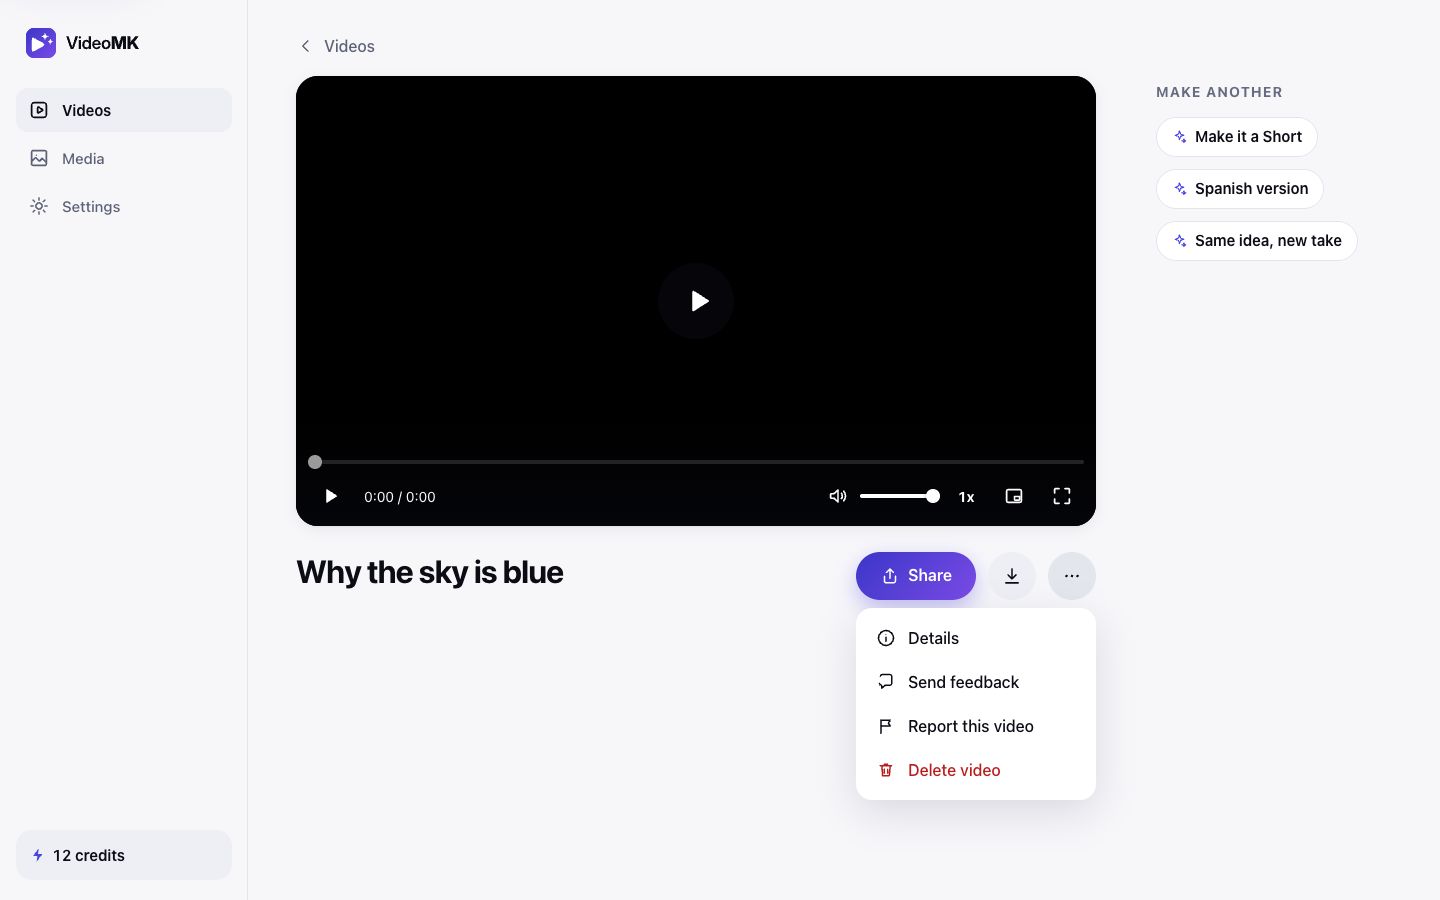 VideoMK
Videos
Media
Settings
12 credits
Videos
0:00 / 0:00
1x
Why the sky is blue
Share
Details
Send feedback
Report this video
Delete video
MAKE ANOTHER
Make it a Short
Spanish version
Same idea, new take